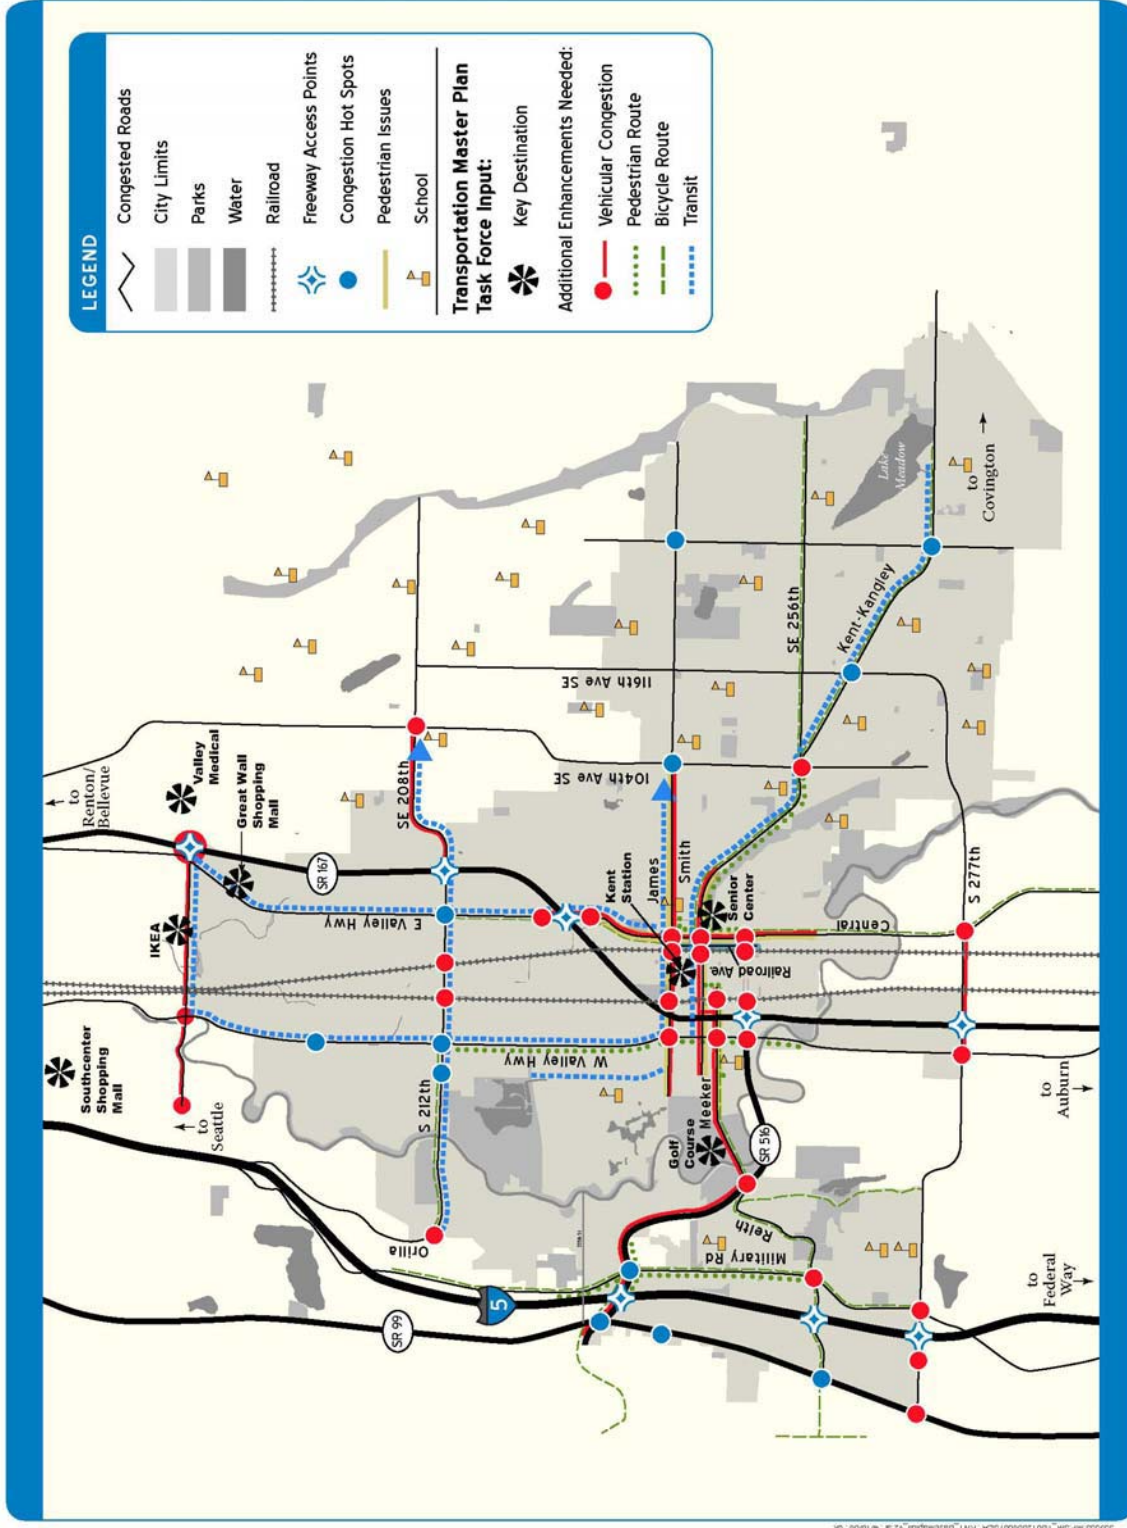 LEGEND
Congested Roads
City Limits
Parks
Water
Railroad
Freeway Access Points
Congestion Hot Spots
Pedestrian Issues
School
Transportation Master Plan
Task Force Input:
Key Destination
Additional Enhancements Needed:
Vehicular Congestion
Pedestrian Route
Bicycle Route
Transit
to
Renton/
Bellevue
Valley
Medical
Great Wall
Shopping
Mall
IKEA
Southcenter
Shopping
Mall
to
Seattle
SR 167
SE 208th
E Valley Hwy
S 212th
W Valley Hwy
Orilla
SR 99
5
116th Ave SE
104th Ave SE
James
Smith
Kent
Station
Senior
Center
Railroad Ave.
Central
Golf
Course
Meeker
SR 516
Reith
Military Rd
SE 256th
Kent-Kangley
Lake
Meadow
to
Covington
S 277th
to
Auburn
to
Federal
Way